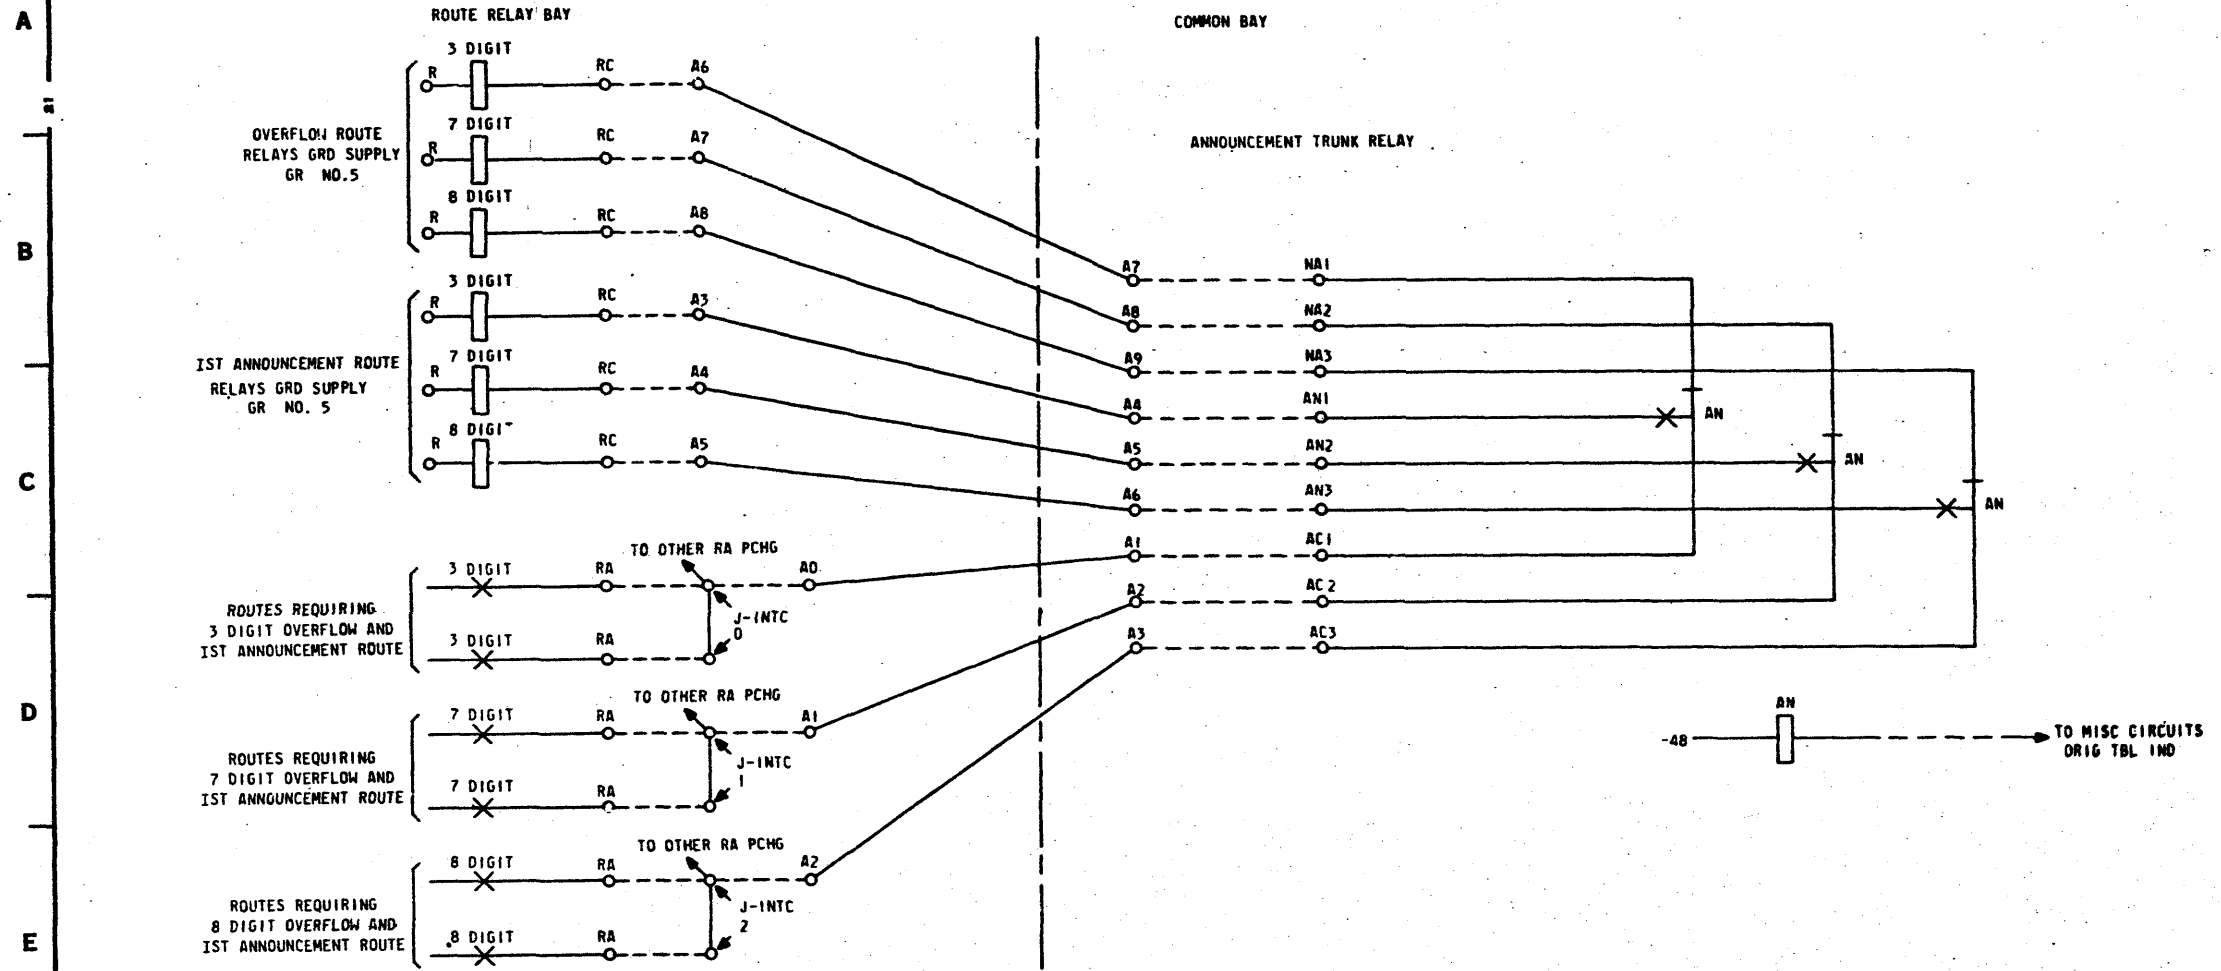 A
ROUTE RELAY BAY
COMMON BAY
3 DIGIT
R
RC
A6
7 DIGIT
R
RC
A7
OVERFLOW ROUTE
RELAYS GRD SUPPLY
GR NO.5
ANNOUNCEMENT TRUNK RELAY
8 DIGIT
R
RC
A8
B
A7
NA1
3 DIGIT
R
RC
A3
A8
NA2
7 DIGIT
R
RC
A4
A9
NA3
1ST ANNOUNCEMENT ROUTE
RELAYS GRD SUPPLY
GR NO. 5
A4
AN1
AN
8 DIGIT
R
RC
A5
A5
AN2
AN
C
A6
AN3
AN
TO OTHER RA PCHG
A1
AC1
3 DIGIT
RA
A0
A2
AC2
ROUTES REQUIRING
3 DIGIT OVERFLOW AND
1ST ANNOUNCEMENT ROUTE
J-INTC
0
3 DIGIT
RA
A3
AC3
D
TO OTHER RA PCHG
7 DIGIT
RA
A1
AN
-48
TO MISC CIRCUITS
ORIG TBL IND
ROUTES REQUIRING
7 DIGIT OVERFLOW AND
1ST ANNOUNCEMENT ROUTE
J-INTC
1
7 DIGIT
RA
TO OTHER RA PCHG
8 DIGIT
RA
A2
ROUTES REQUIRING
8 DIGIT OVERFLOW AND
1ST ANNOUNCEMENT ROUTE
J-INTC
2
8 DIGIT
RA
E